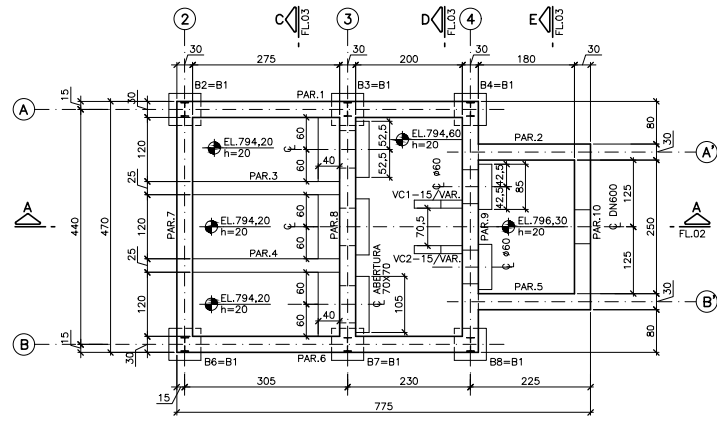 2 C FL.03 3 D FL.03 4 E FL.03
30 30 30 30
275 200 180
B2=B1 B3=B1 B4=B1
15 30 PAR.1
A
80 30
PAR.2
A'
EL.794,20 h=20
EL.794,60 h=20
60 60 52,5 52,5
120 25 120 25 120
40
PAR.3
℄ ø60
42,5 42,5 85
VC1-15/VAR.
A
440 470
PAR.7
EL.794,20 h=20
60 60
PAR.8
70,5
PAR.9
EL.796,30 h=20
PAR.10
125 125 250
℄ DN600
A FL.02
PAR.4
VC2-15/VAR.
℄ ø60
℄ ABERTURA 70X70
EL.794,20 h=20
60 60
105
40
PAR.5
B'
30 80
B
15 30
B6=B1 PAR.6 B7=B1 B8=B1
305 230 225
15
775